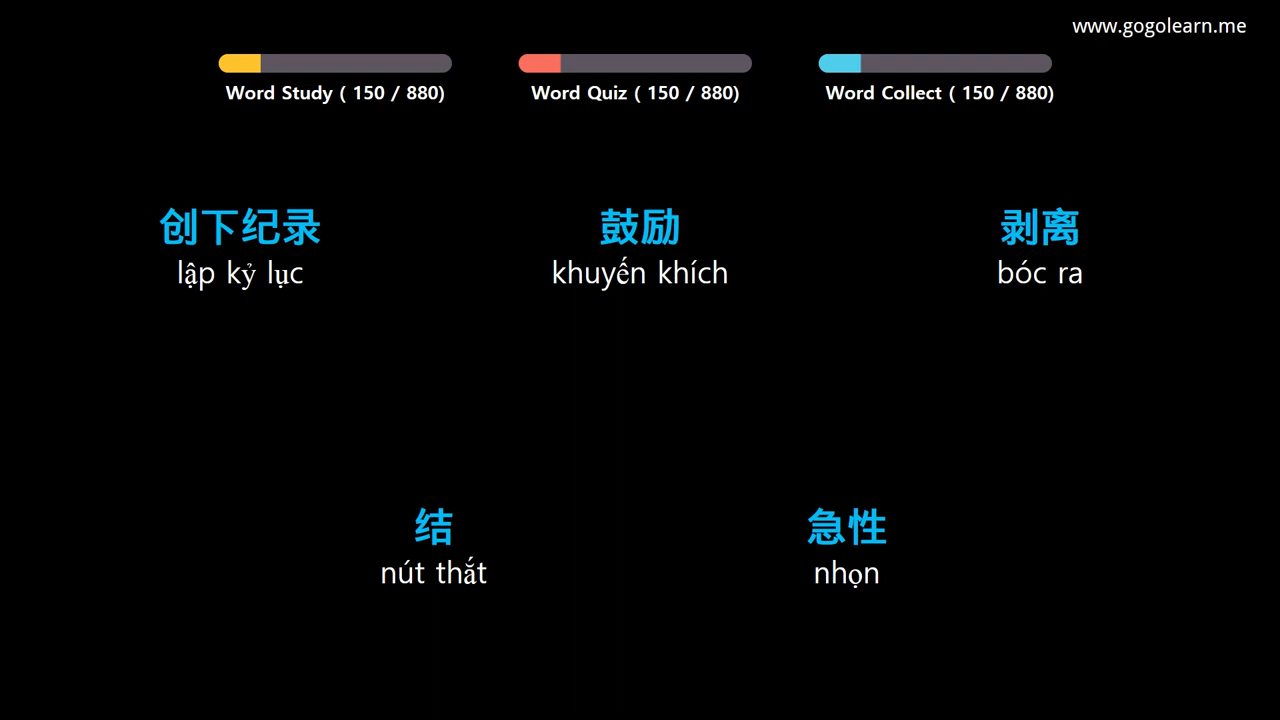 www.gogolearn.me
Word Study ( 150 / 880)
Word Quiz ( 150 / 880)
Word Collect ( 150 / 880)
创下纪录
lập kỷ lục
鼓励
khuyến khích
剥离
bóc ra
结
nút thắt
急性
nhọn